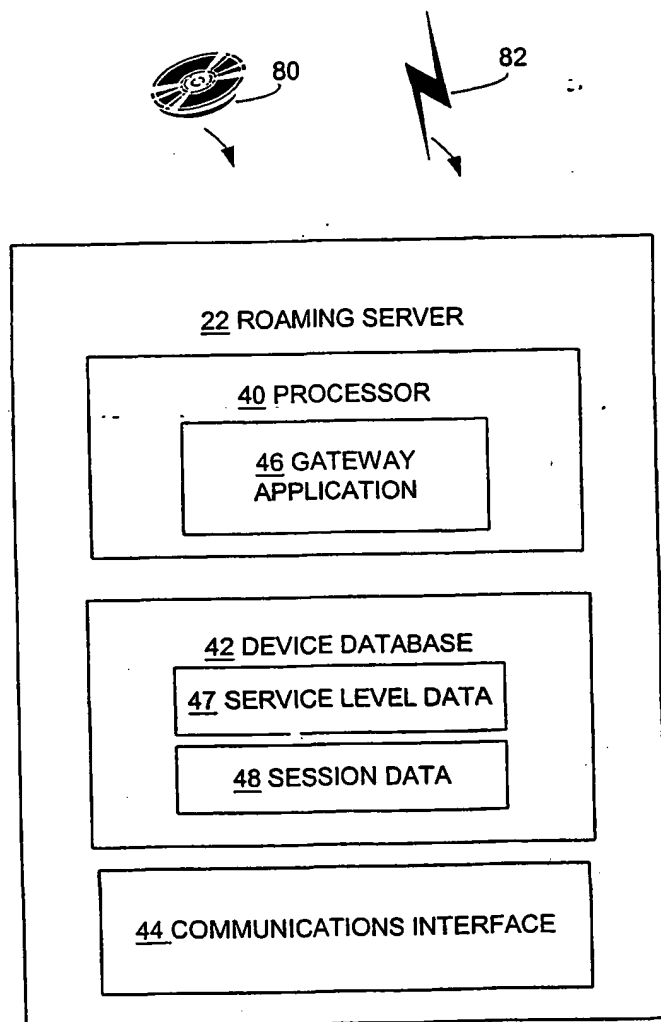 80
82
22 ROAMING SERVER
40 PROCESSOR
46 GATEWAY
APPLICATION
42 DEVICE DATABASE
47 SERVICE LEVEL DATA
48 SESSION DATA
44 COMMUNICATIONS INTERFACE